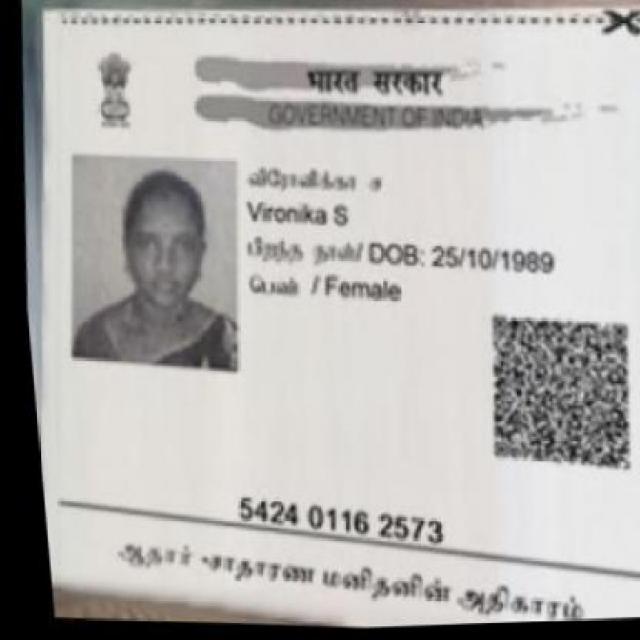 भारत सरकार
GOVERNMENT OF INDIA
Vironika S
பிறந்த நாள்/ DOB: 25/10/1989
பெண் / Female
5424 0116 2573
ஆதார் சாதாரண மனிதனின் அதிகாரம்